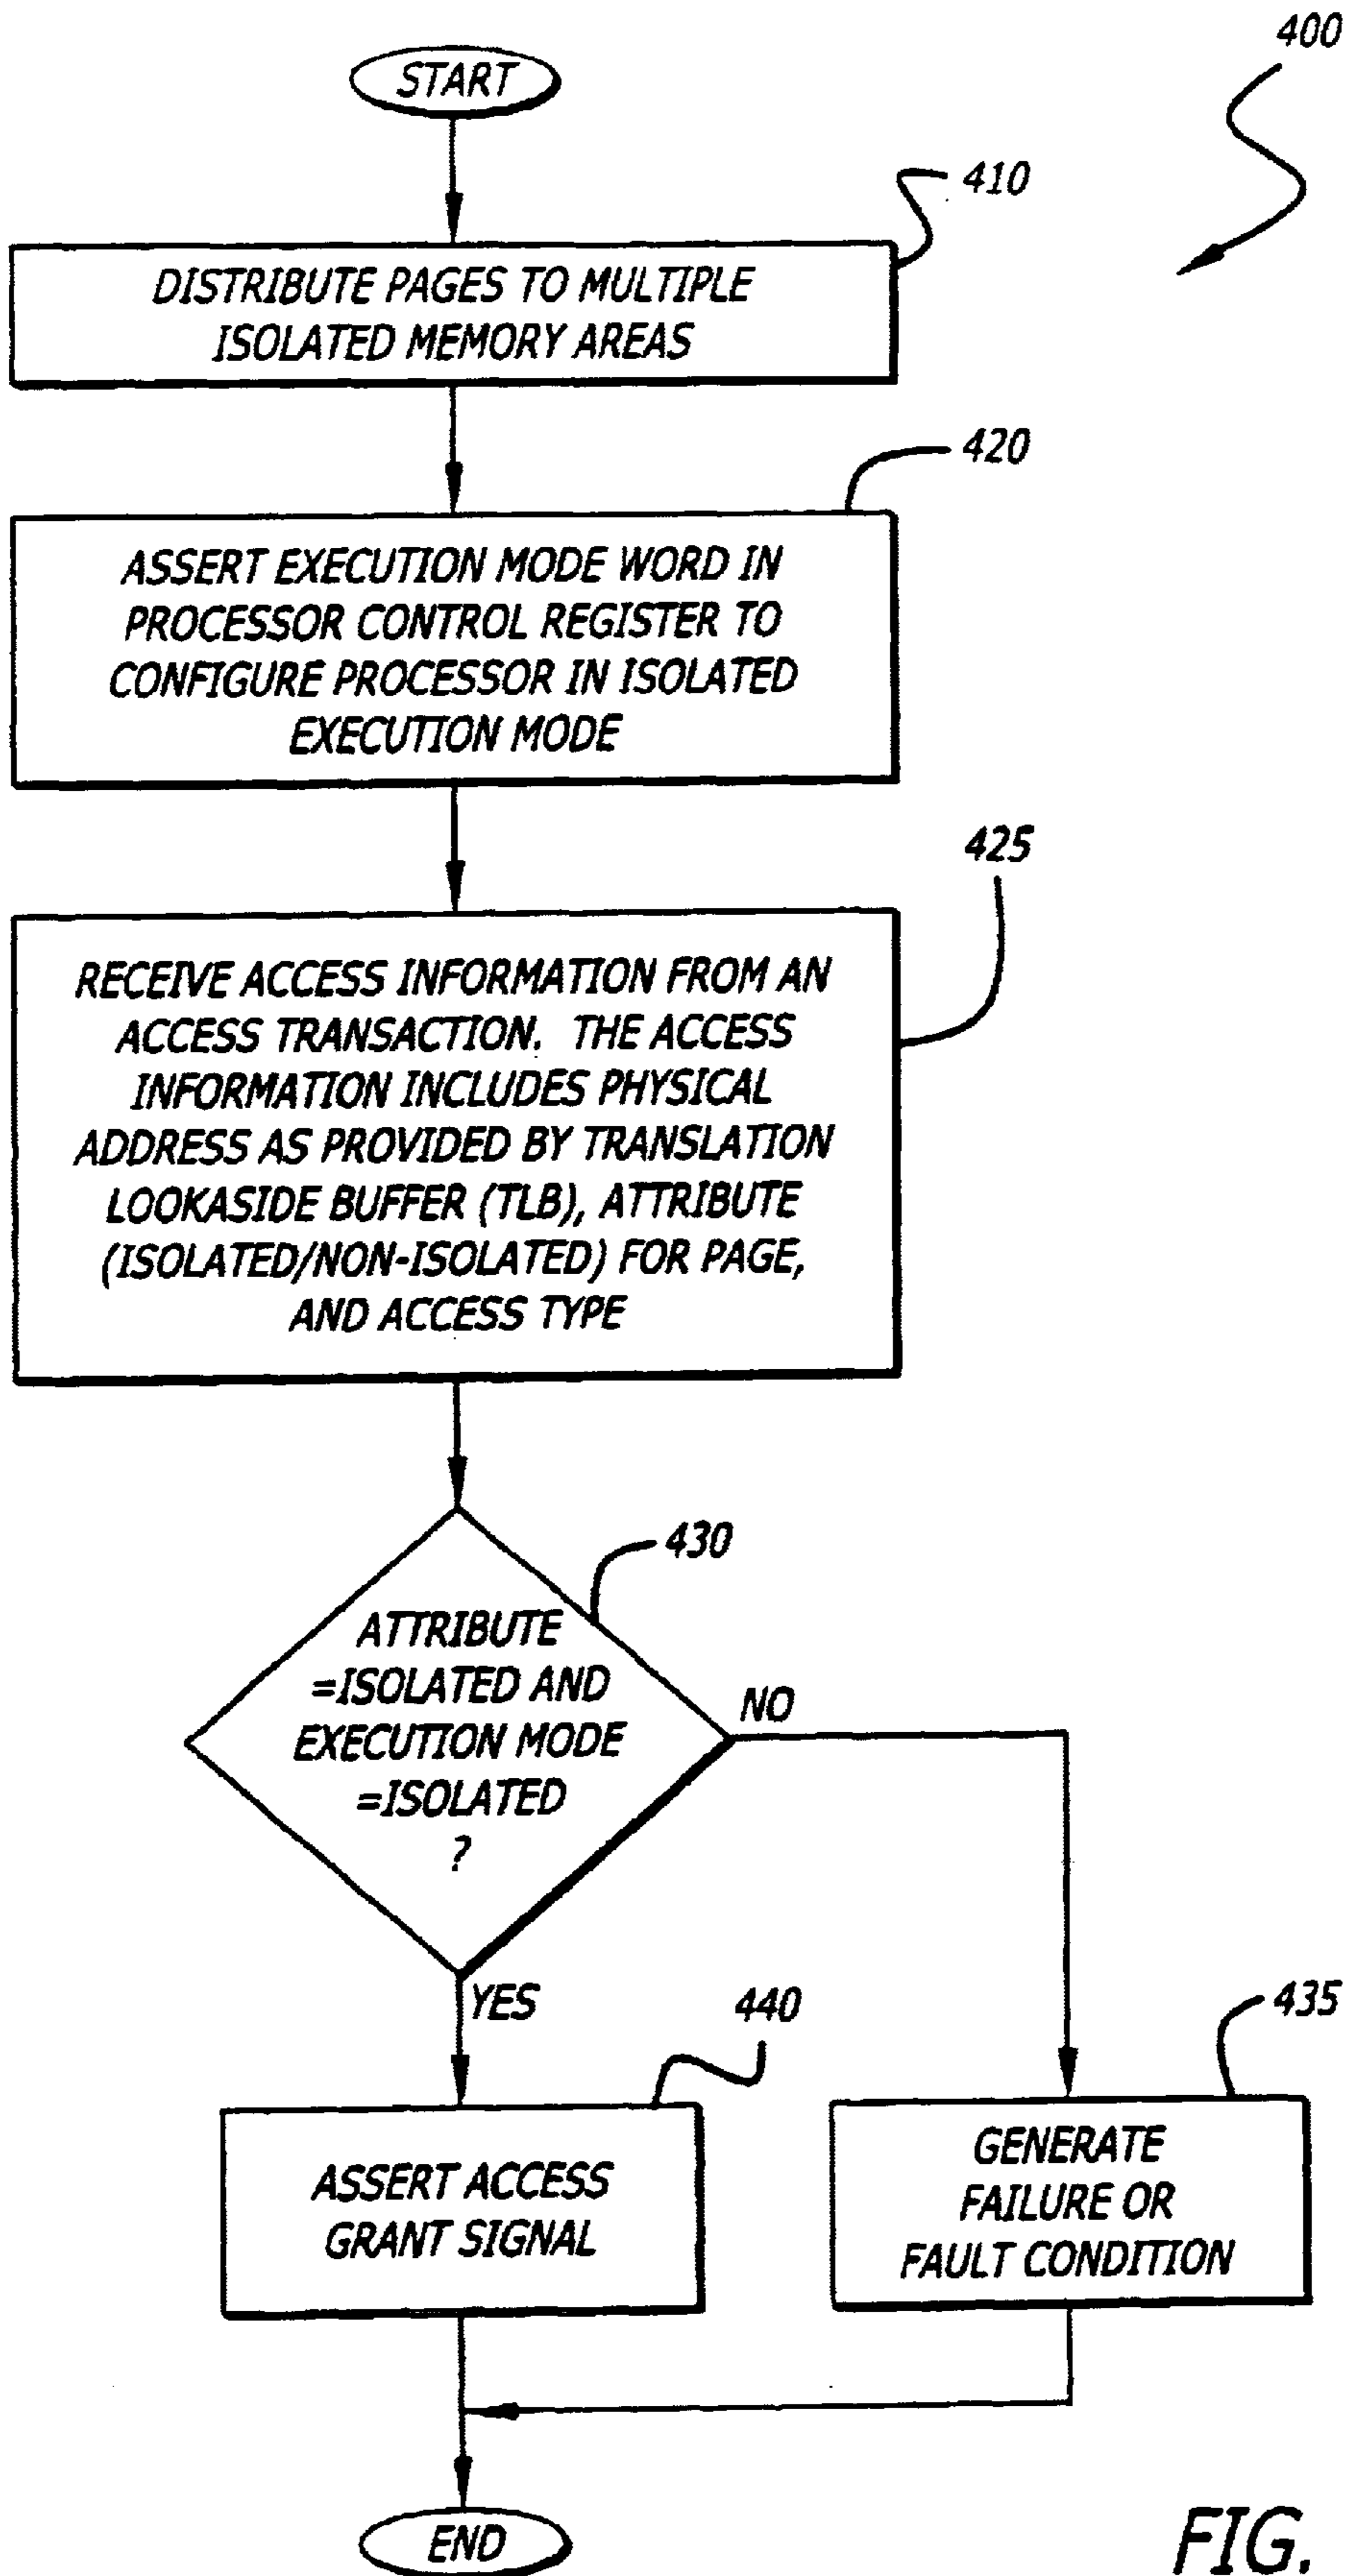 400
START
410
DISTRIBUTE PAGES TO MULTIPLE
ISOLATED MEMORY AREAS
420
ASSERT EXECUTION MODE WORD IN
PROCESSOR CONTROL REGISTER TO
CONFIGURE PROCESSOR IN ISOLATED
EXECUTION MODE
425
RECEIVE ACCESS INFORMATION FROM AN
ACCESS TRANSACTION. THE ACCESS
INFORMATION INCLUDES PHYSICAL
ADDRESS AS PROVIDED BY TRANSLATION
LOOKASIDE BUFFER (TLB), ATTRIBUTE
(ISOLATED/NON-ISOLATED) FOR PAGE,
AND ACCESS TYPE
430
ATTRIBUTE
=ISOLATED AND
EXECUTION MODE
=ISOLATED
?
NO
YES
440
435
ASSERT ACCESS
GRANT SIGNAL
GENERATE
FAILURE OR
FAULT CONDITION
END
FIG.